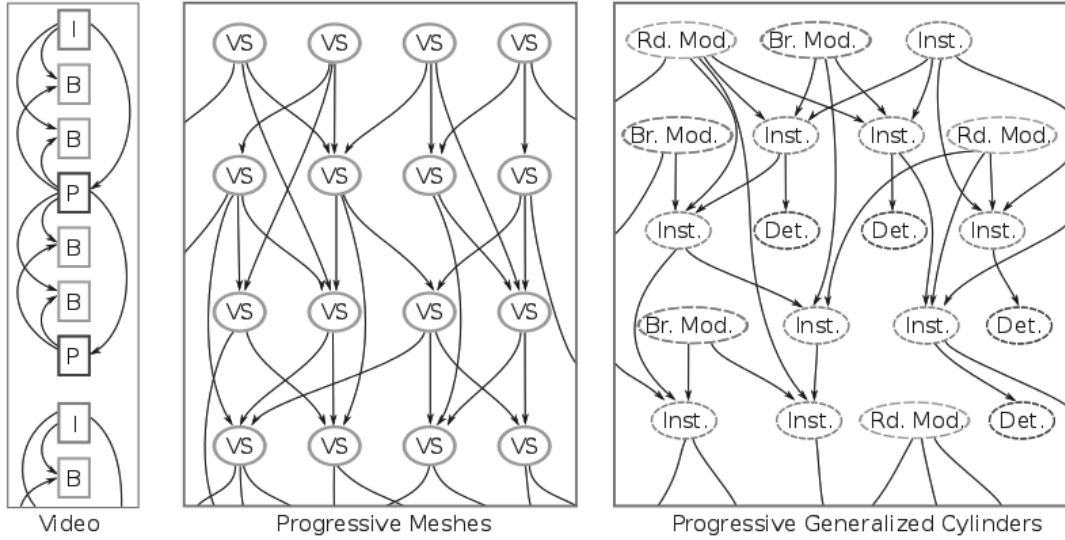 I
B
B
P
B
B
P
I
B
Video
VS VS VS VS
VS VS VS VS
VS VS VS VS
VS VS VS VS
Progressive Meshes
Rd. Mod. Br. Mod. Inst.
Br. Mod. Inst. Inst. Rd. Mod.
Inst. Det. Det. Inst.
Br. Mod. Inst. Inst. Det.
Inst. Inst. Rd. Mod. Det.
Progressive Generalized Cylinders